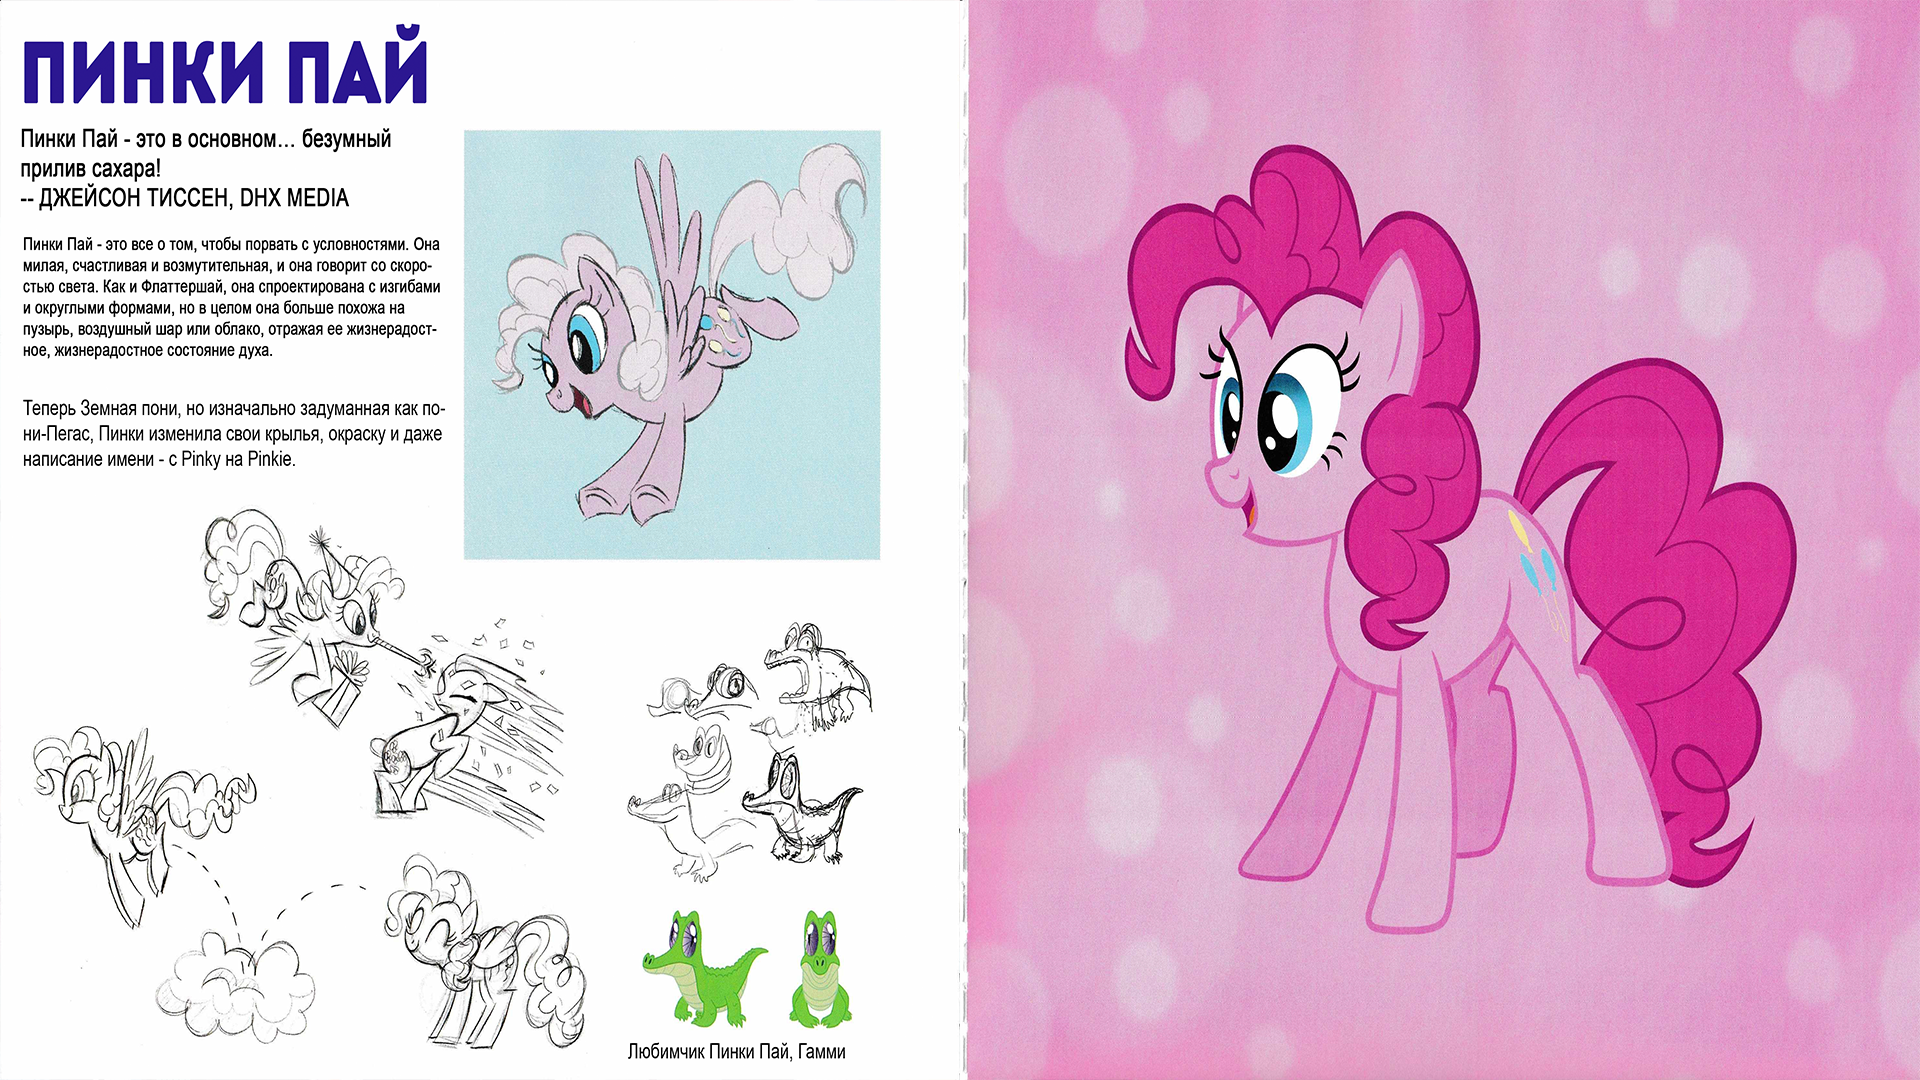 ПИНКИ ПАЙ
Пинки Пай - это в основном... безумный
прилив сахара!
-- ДЖЕЙСОН ТИССЕН, DHX MEDIA
Пинки Пай - это все о том, чтобы порвать с условностями. Она
милая, счастливая и возмутительная, и она говорит со скоро-
стью света. Как и Флаттершай, она спроектирована с изгибами
и округлыми формами, но в целом она больше похожа на
пузырь, воздушный шар или облако, отражая ее жизнерадост-
ное, жизнерадостное состояние духа.
Теперь Земная пони, но изначально задуманная как по-
ни-Пегас, Пинки изменила свои крылья, окраску и даже
написание имени - с Pinky на Pinkie.
Любимчик Пинки Пай, Гамми